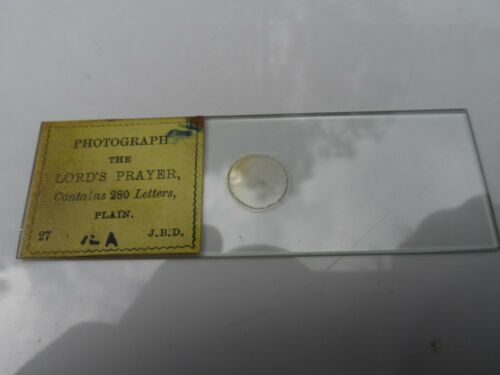 PHOTOGRAPH
THE
LORD'S PRAYER,
Contains 280 Letters,
PLAIN.
27 J.B.D.